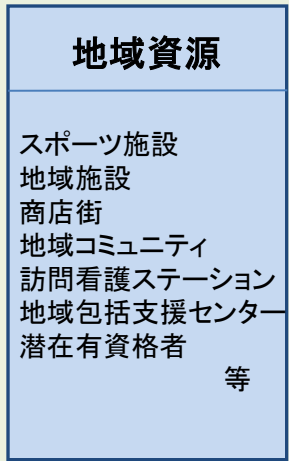 地域資源
スポーツ施設
地域施設
商店街
地域コミュニティ
訪問看護ステーション
地域包括支援センター
潜在有資格者
等